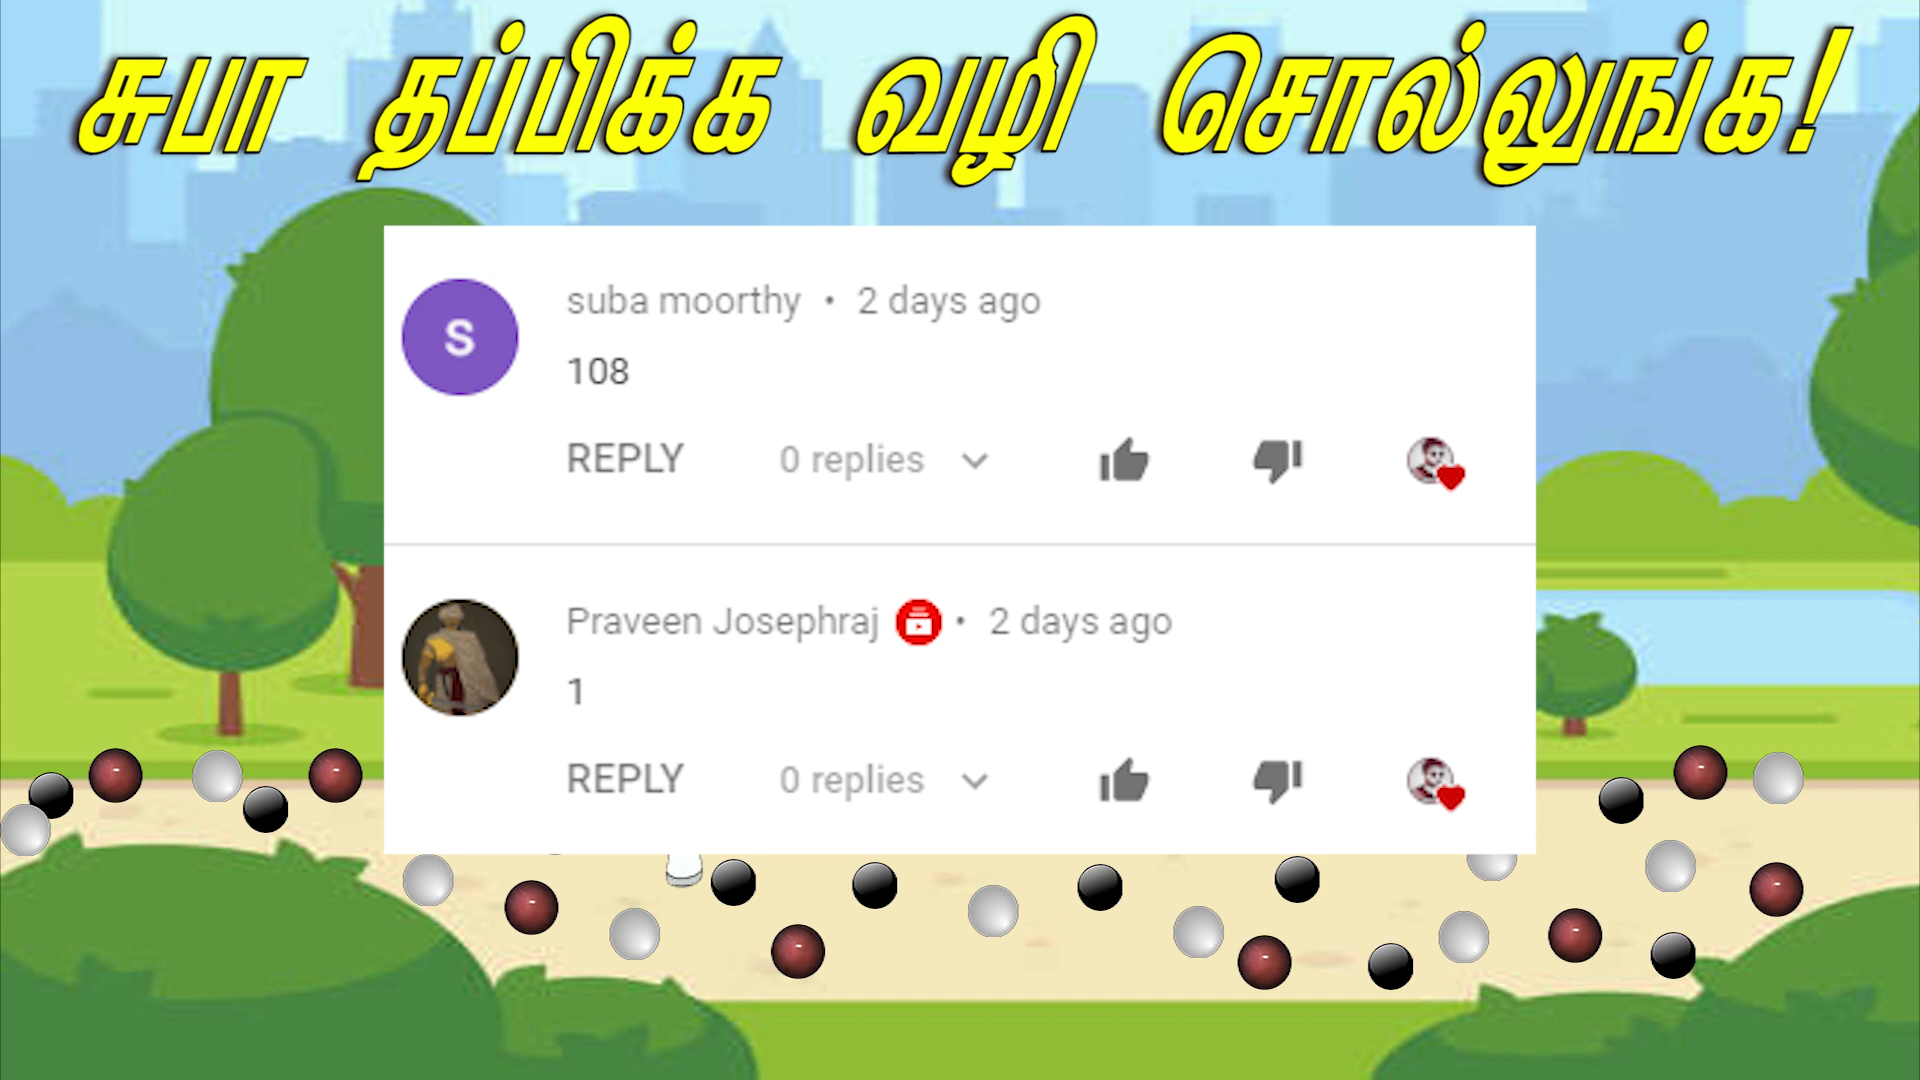 சுபா தப்பிக்க வழி சொல்லுங்க!
S
suba moorthy • 2 days ago
108
REPLY 0 replies
Praveen Josephraj • 2 days ago
1
REPLY 0 replies